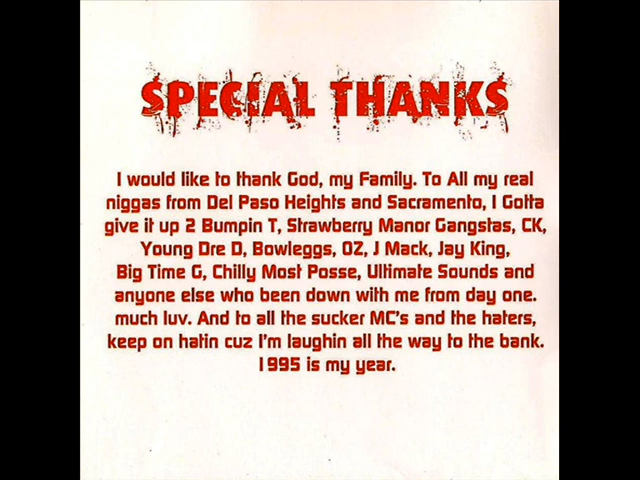 SPECIAL THANKS
I would like to thank God, my Family. To All my real
niggas from Del Paso Heights and Sacramento, I Gotta
give it up 2 Bumpin T, Strawberry Manor Gangstas, CK,
Young Dre D, Bowleggs, OZ, J Mack, Jay King,
Big Time G, Chilly Most Posse, Ultimate Sounds and
anyone else who been down with me from day one.
much luv. And to all the sucker MC's and the haters,
keep on hatin cuz I'm laughin all the way to the bank.
1995 is my year.